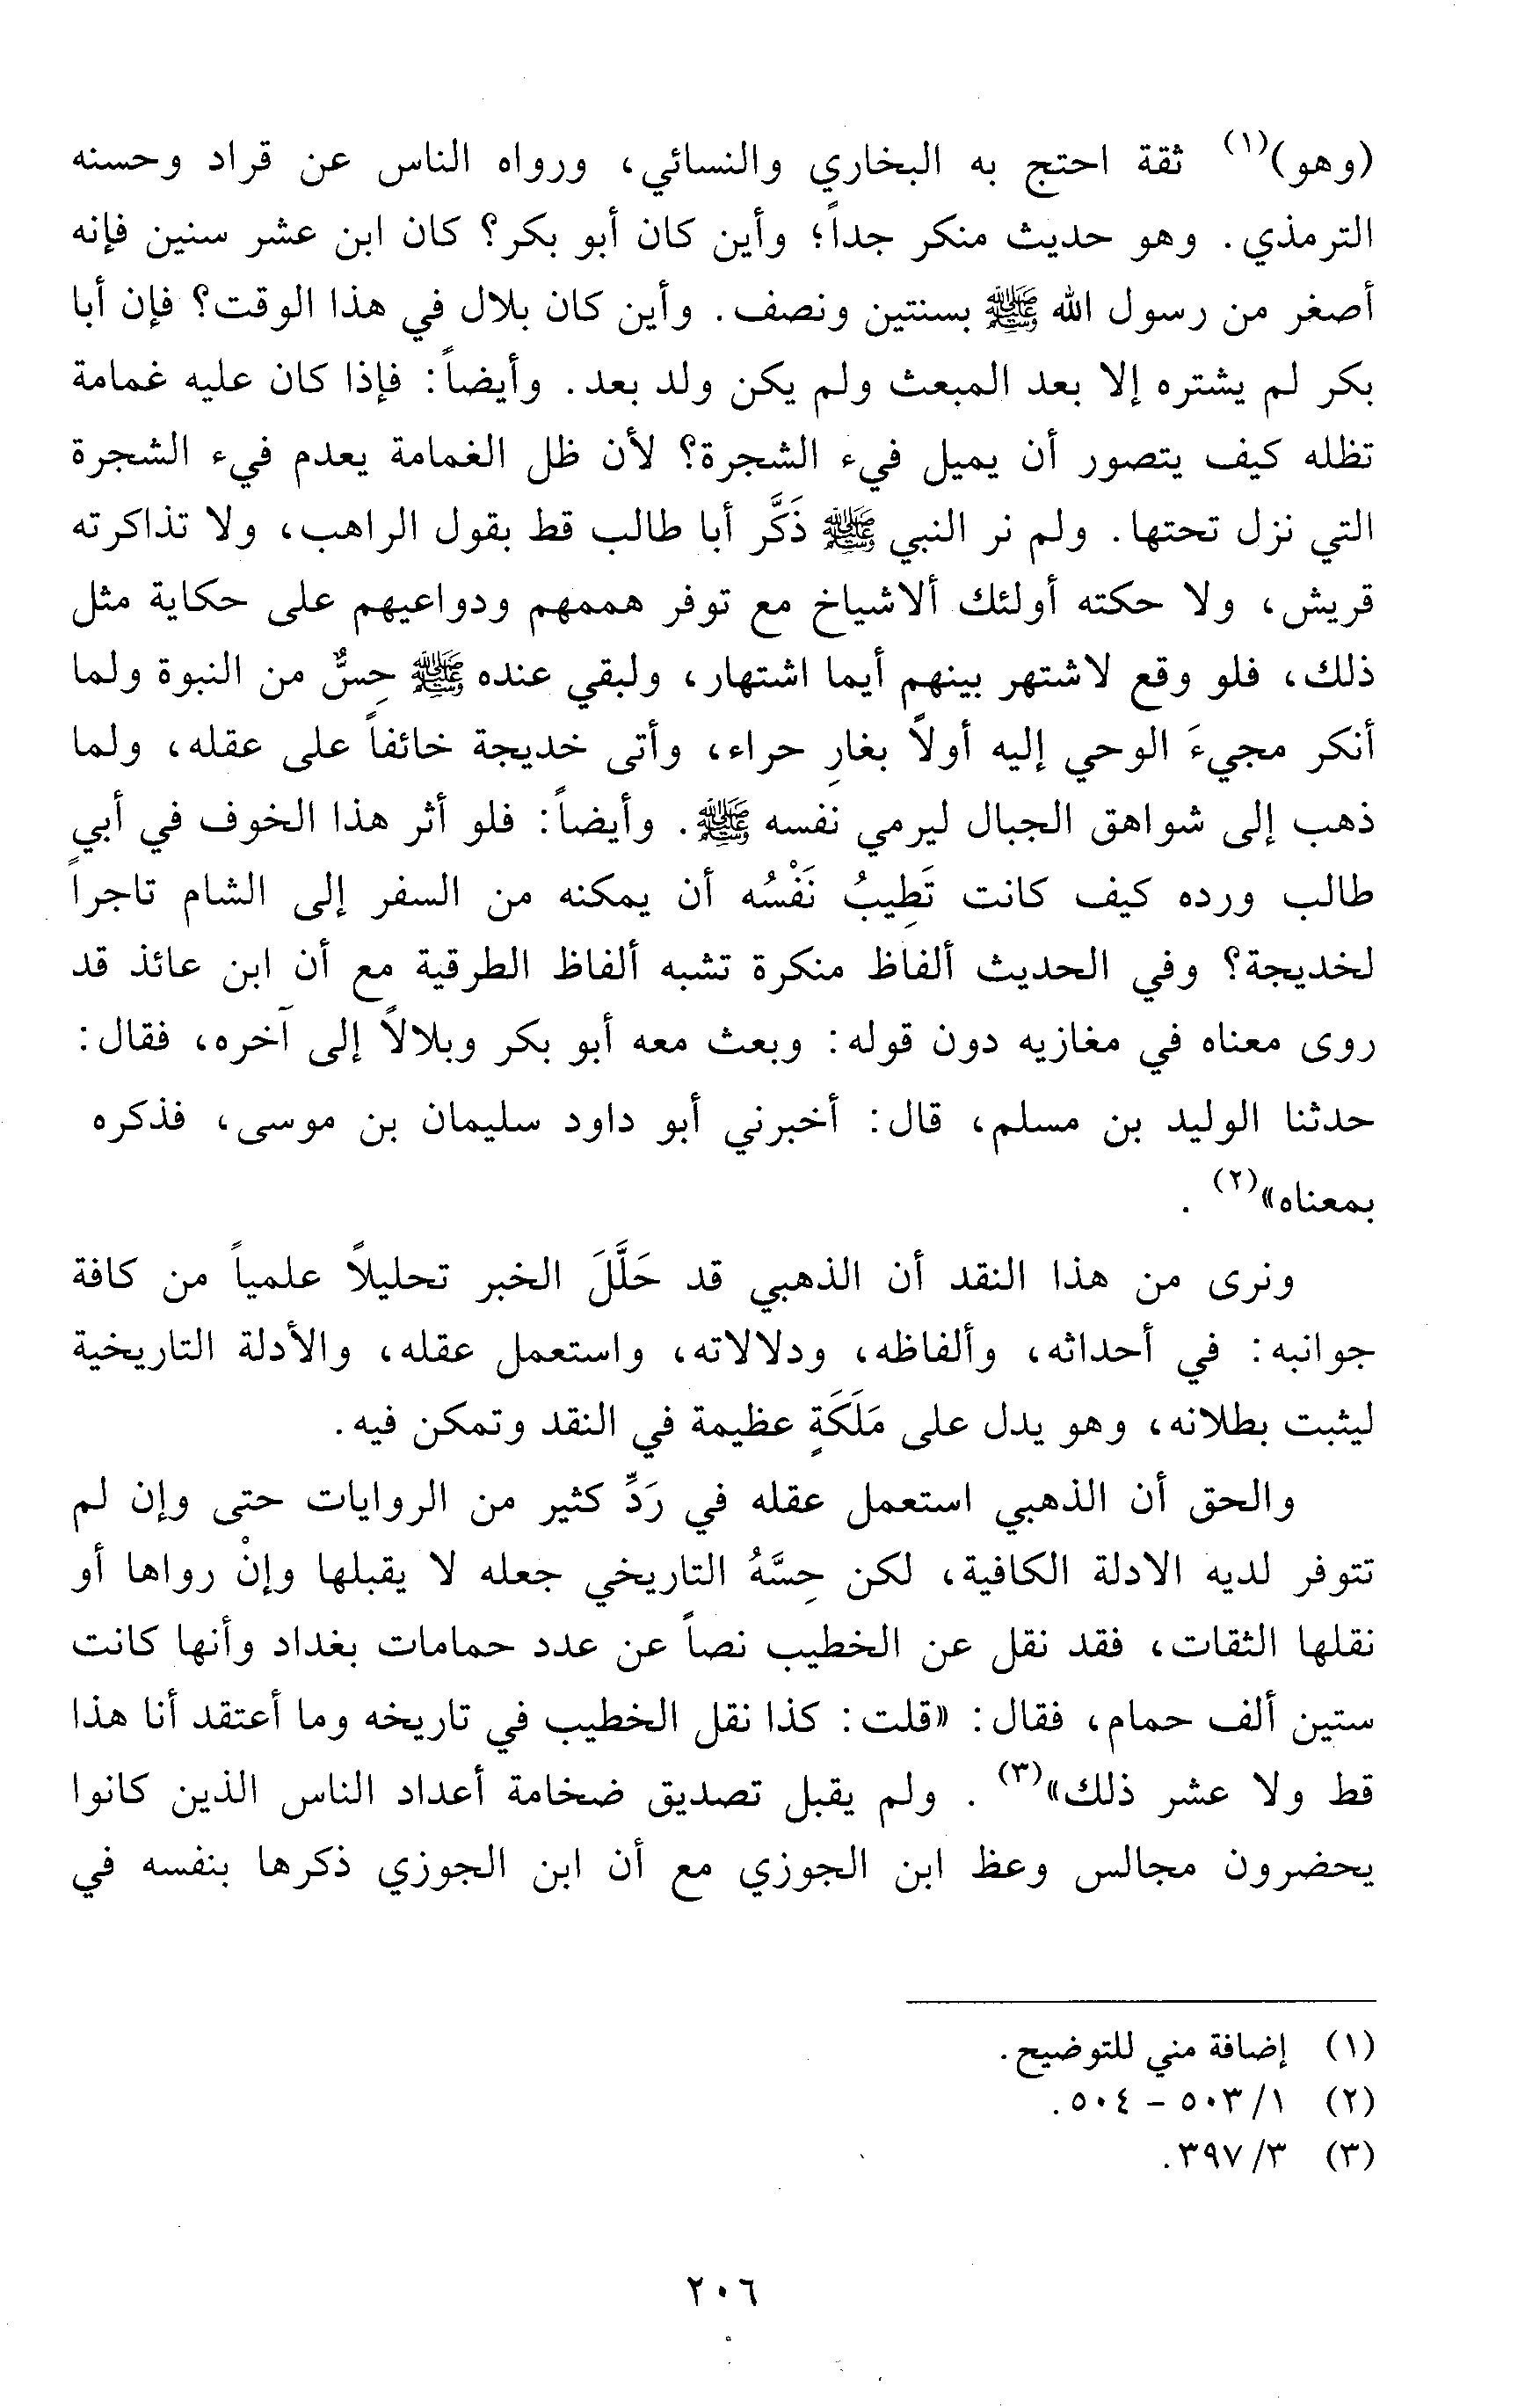 (وهو)(١) ثقة احتج به البخاري والنسائي، ورواه الناس عن قراد وحسنه
الترمذي. وهو حديث منكر جداً؛ وأين كان أبو بكر؟ كان ابن عشر سنين فإنه
أصغر من رسول الله ﷺ بسنتين ونصف. وأين كان بلال في هذا الوقت؟ فإن أبا
بكر لم يشتره إلا بعد المبعث ولم يكن ولد بعد. وأيضاً: فإذا كان عليه غمامة
تظله كيف يتصور أن يميل فيء الشجرة؟ لأن ظل الغمامة يعدم فيء الشجرة
التي نزل تحتها. ولم نر النبي ﷺ ذَكَّر أبا طالب قط بقول الراهب، ولا تذاكرته
قريش، ولا حكته أولئك ألاشياخ مع توفر هممهم ودواعيهم على حكاية مثل
ذلك، فلو وقع لاشتهر بينهم أيما اشتهار، ولبقي عنده ﷺ حِسٌّ من النبوة ولما
أنكر مجيءَ الوحي إليه أولاً بغارِ حراء، وأتى خديجة خائفاً على عقله، ولما
ذهب إلى شواهق الجبال ليرمي نفسه ﷺ. وأيضاً: فلو أثر هذا الخوف في أبي
طالب ورده كيف كانت تَطِيبُ نَفْسُه أن يمكنه من السفر إلى الشام تاجراً
لخديجة؟ وفي الحديث ألفاظ منكرة تشبه ألفاظ الطرقية مع أن ابن عائذ قد
روى معناه في مغازيه دون قوله: وبعث معه أبو بكر وبلالاً إلى آخره، فقال:
حدثنا الوليد بن مسلم، قال: أخبرني أبو داود سليمان بن موسى، فذكره
بمعناه»(٢).
ونرى من هذا النقد أن الذهبي قد حَلَّلَ الخبر تحليلاً علمياً من كافة
جوانبه: في أحداثه، وألفاظه، ودلالاته، واستعمل عقله، والأدلة التاريخية
ليثبت بطلانه، وهو يدل على مَلَكَةٍ عظيمة في النقد وتمكن فيه.
والحق أن الذهبي استعمل عقله في رَدِّ كثير من الروايات حتى وإن لم
تتوفر لديه الادلة الكافية، لكن حِسَّهُ التاريخي جعله لا يقبلها وإنْ رواها أو
نقلها الثقات، فقد نقل عن الخطيب نصاً عن عدد حمامات بغداد وأنها كانت
ستين ألف حمام، فقال: «قلت: كذا نقل الخطيب في تاريخه وما أعتقد أنا هذا
قط ولا عشر ذلك»(٣). ولم يقبل تصديق ضخامة أعداد الناس الذين كانوا
يحضرون مجالس وعظ ابن الجوزي مع أن ابن الجوزي ذكرها بنفسه في
(١) إضافة مني للتوضيح.
(٢) ١/ ٥٠٣ - ٥٠٤.
(٣) ٣/ ٣٩٧.
٢٠٦